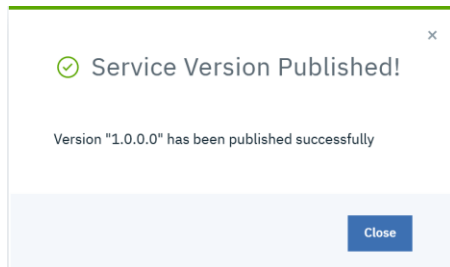 ×
Service Version Published!
Version "1.0.0.0" has been published successfully
Close